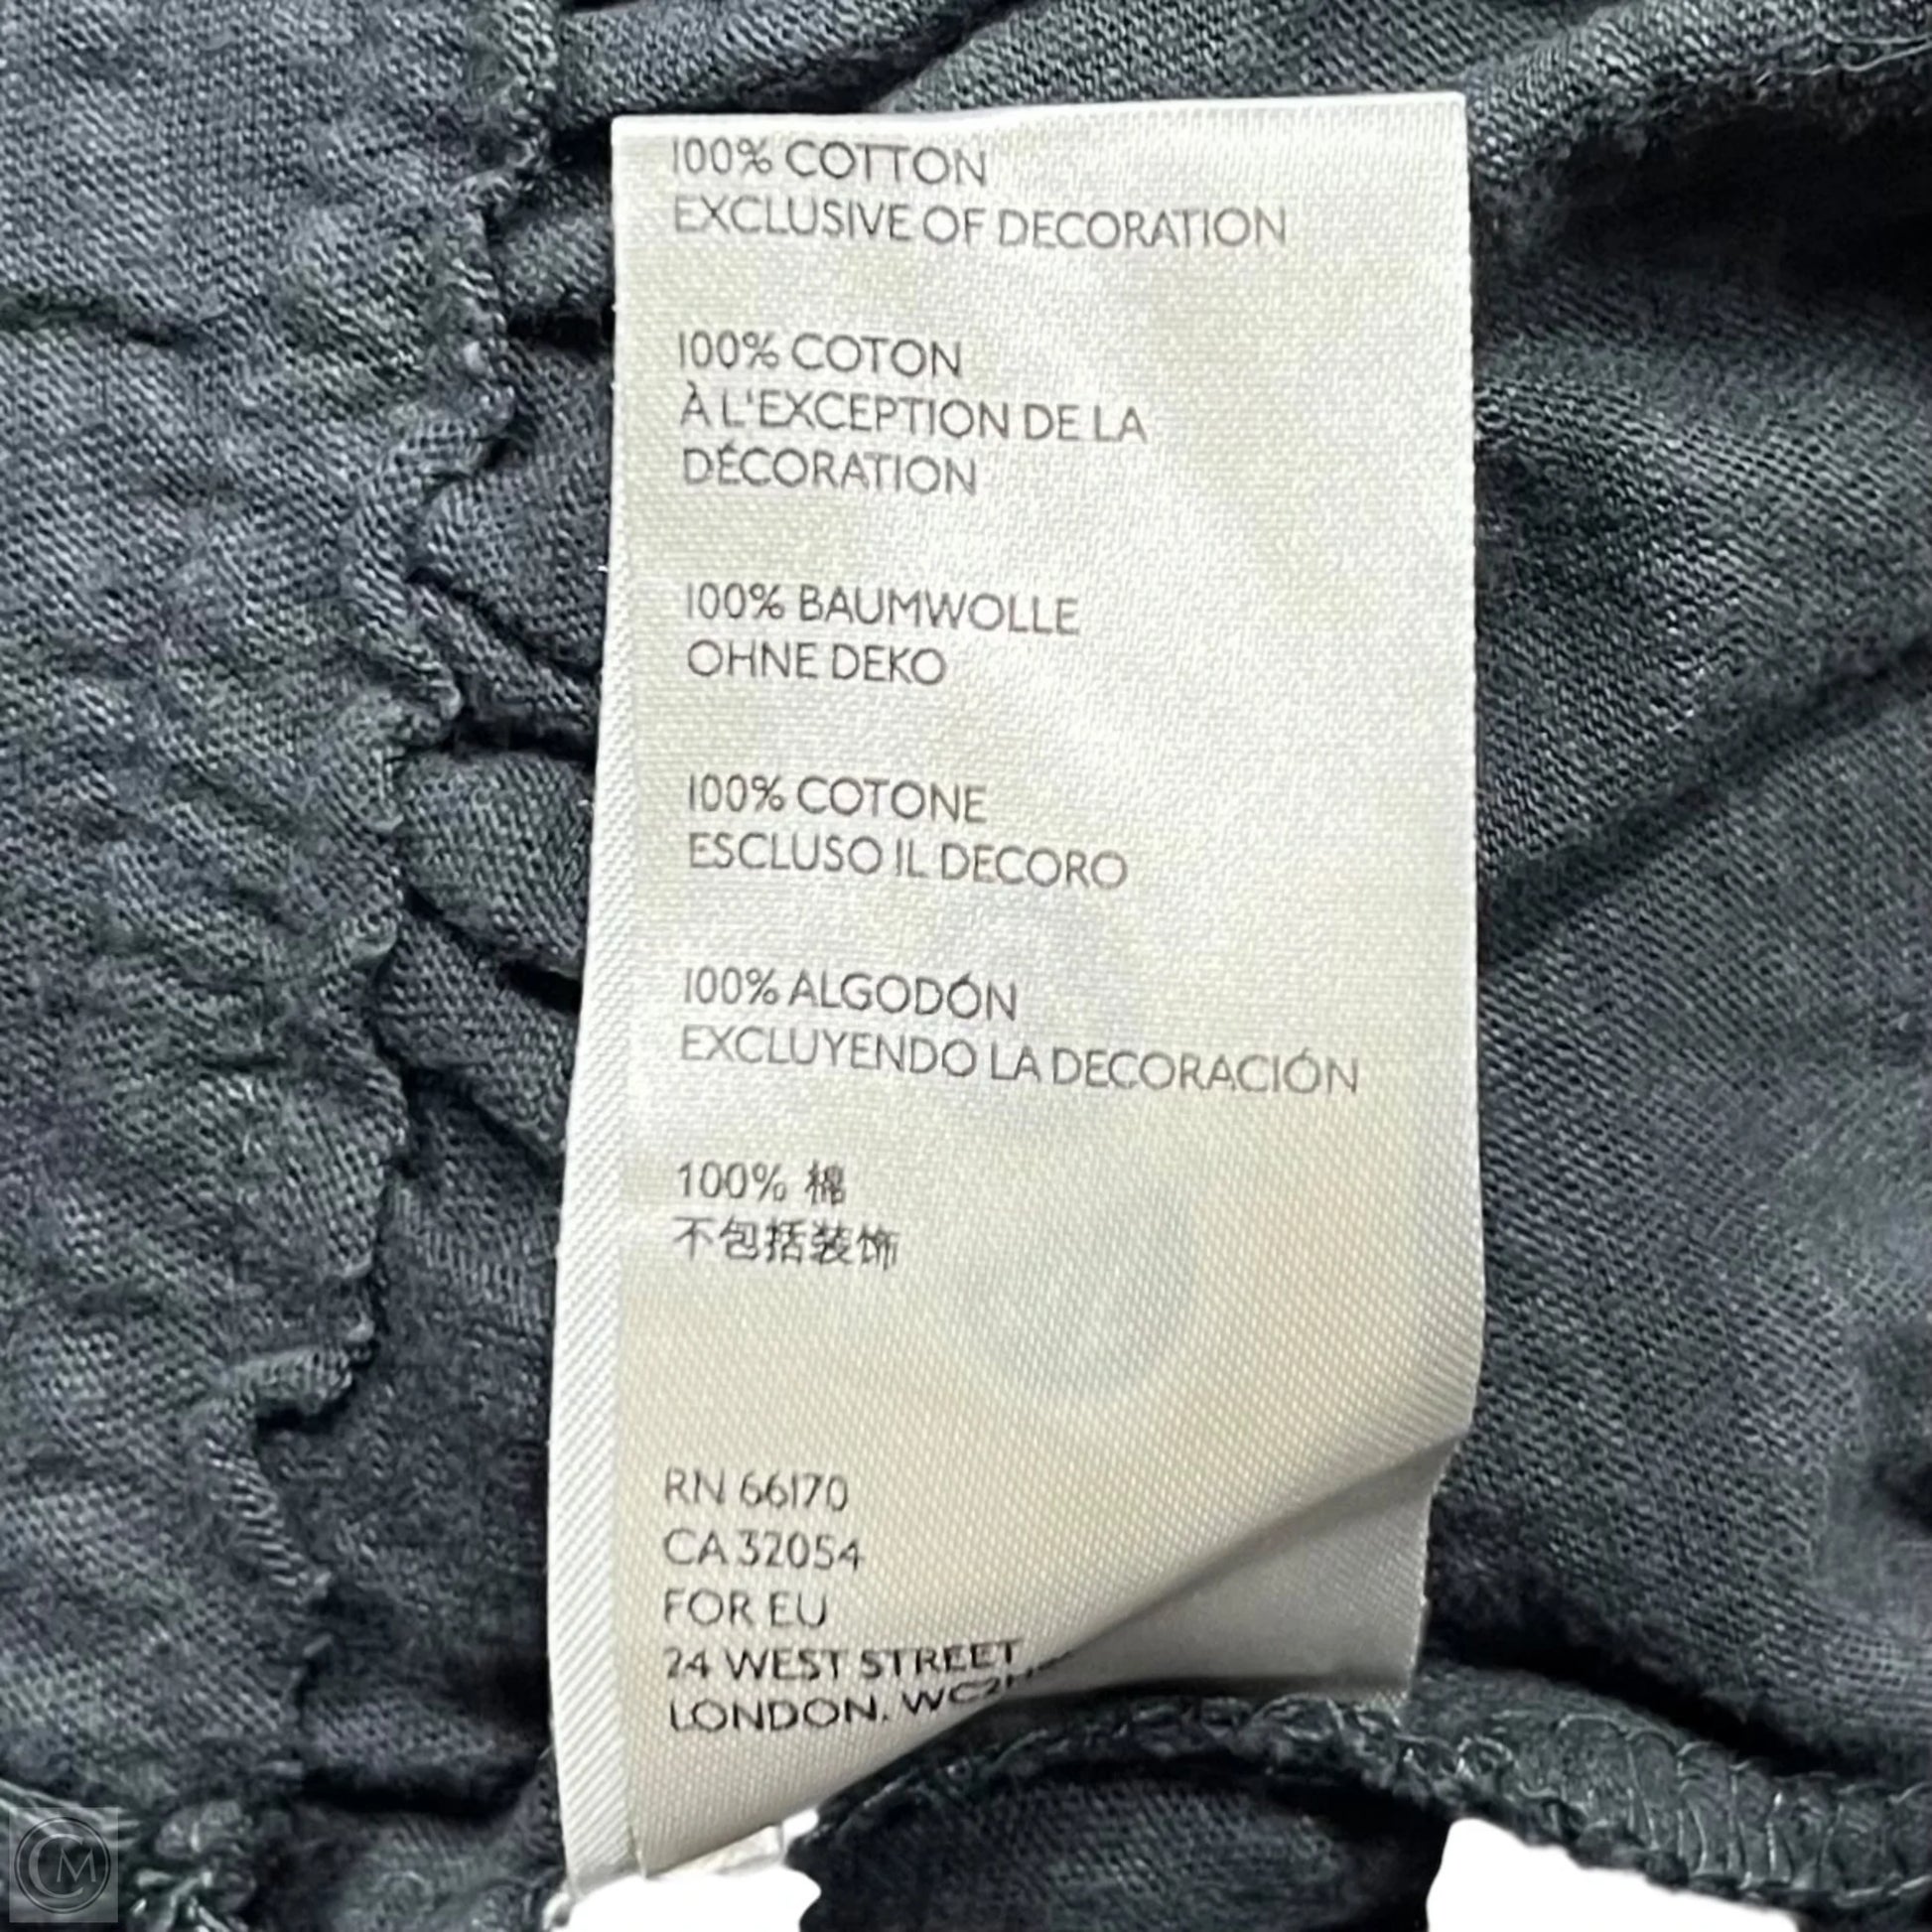 100% COTTON
EXCLUSIVE OF DECORATION
100% COTON
À L'EXCEPTION DE LA
DÉCORATION
100% BAUMWOLLE
OHNE DEKO
100% COTONE
ESCLUSO IL DECORO
100% ALGODÓN
EXCLUYENDO LA DECORACIÓN
100% 棉
不包括装饰
RN 66170
CA 32054
FOR EU
24 WEST STREET
LONDON, 
CM